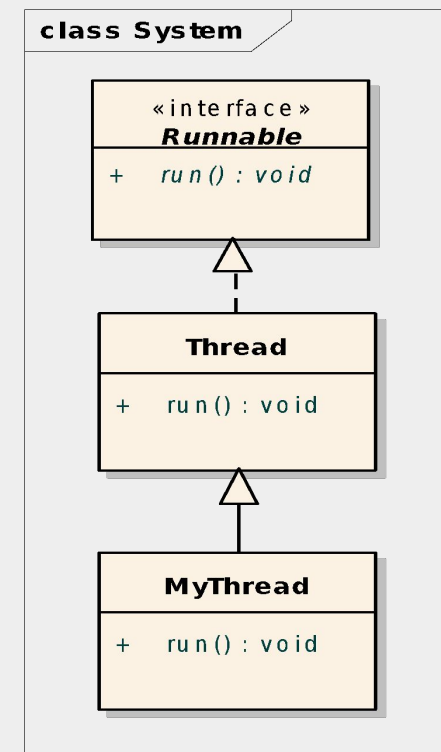 class System
«interface»
Runnable
+ run() : void
Thread
+ run() : void
MyThread
+ run() : void